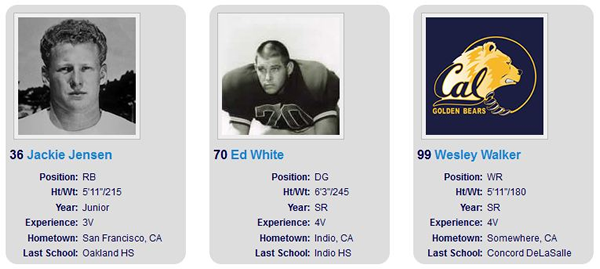 70
Cal
GOLDEN BEARS
36 Jackie Jensen
Position: RB
Ht/Wt: 5'11"/215
Year: Junior
Experience: 3V
Hometown: San Francisco, CA
Last School: Oakland HS
70 Ed White
Position: DG
Ht/Wt: 6'3"/245
Year: SR
Experience: 4V
Hometown: Indio, CA
Last School: Indio HS
99 Wesley Walker
Position: WR
Ht/Wt: 5'11"/180
Year: SR
Experience: 4V
Hometown: Somewhere, CA
Last School: Concord DeLaSalle